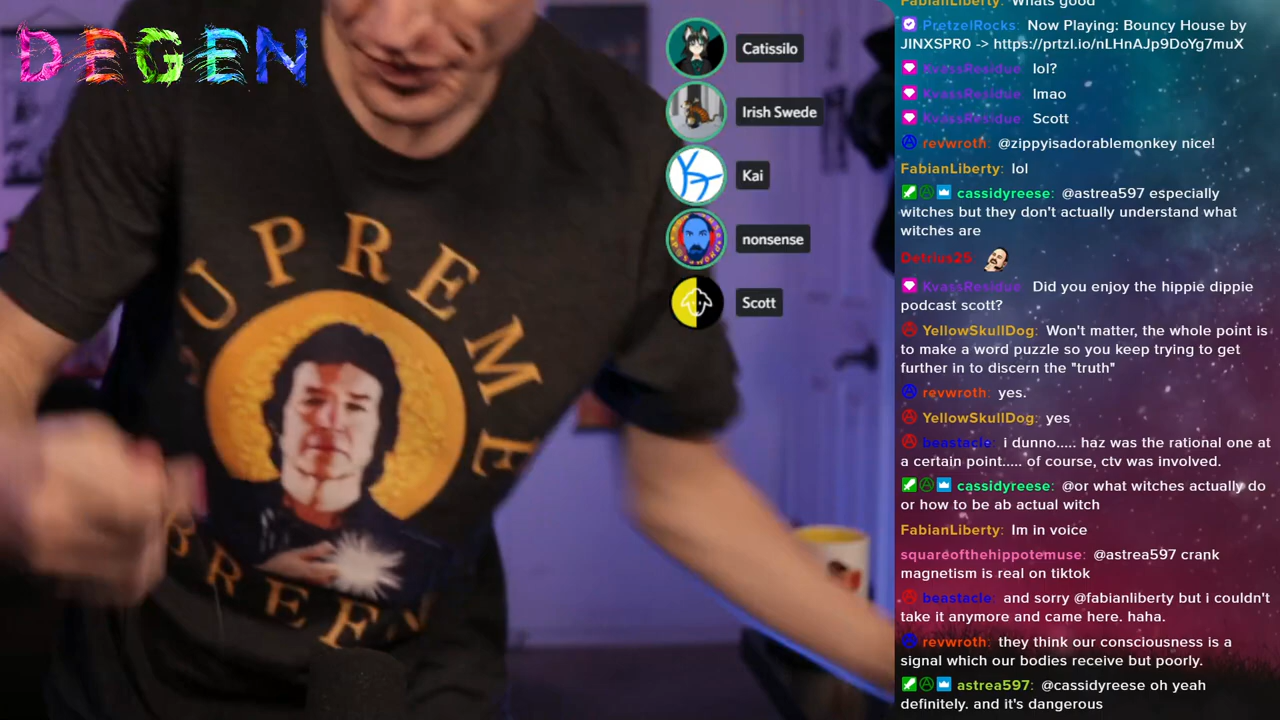 DEGEN
SUPREME
BREEN
Catissilo
Irish Swede
Kai
nonsense
Scott
FabianLiberty: Whats good
PretzelRocks: Now Playing: Bouncy House by
JINXSPR0 -> https://prtzl.io/nLHnAJp9DoYg7muX
KvassResidue: lol?
KvassResidue: lmao
KvassResidue: Scott
revwroth: @zippyisadorablemonkey nice!
FabianLiberty: lol
cassidyreese: @astrea597 especially
witches but they don't actually understand what
witches are
Detrius25:
KvassResidue: Did you enjoy the hippie dippie
podcast scott?
YellowSkullDog: Won't matter, the whole point is
to make a word puzzle so you keep trying to get
further in to discern the "truth"
revwroth: yes.
YellowSkullDog: yes
beastacle: i dunno..... haz was the rational one at
a certain point..... of course, ctv was involved.
cassidyreese: @or what witches actually do
or how to be ab actual witch
FabianLiberty: Im in voice
squareofthehippotemuse: @astrea597 crank
magnetism is real on tiktok
beastacle: and sorry @fabianliberty but i couldn't
take it anymore and came here. haha.
revwroth: they think our consciousness is a
signal which our bodies receive but poorly.
astrea597: @cassidyreese oh yeah
definitely. and it's dangerous